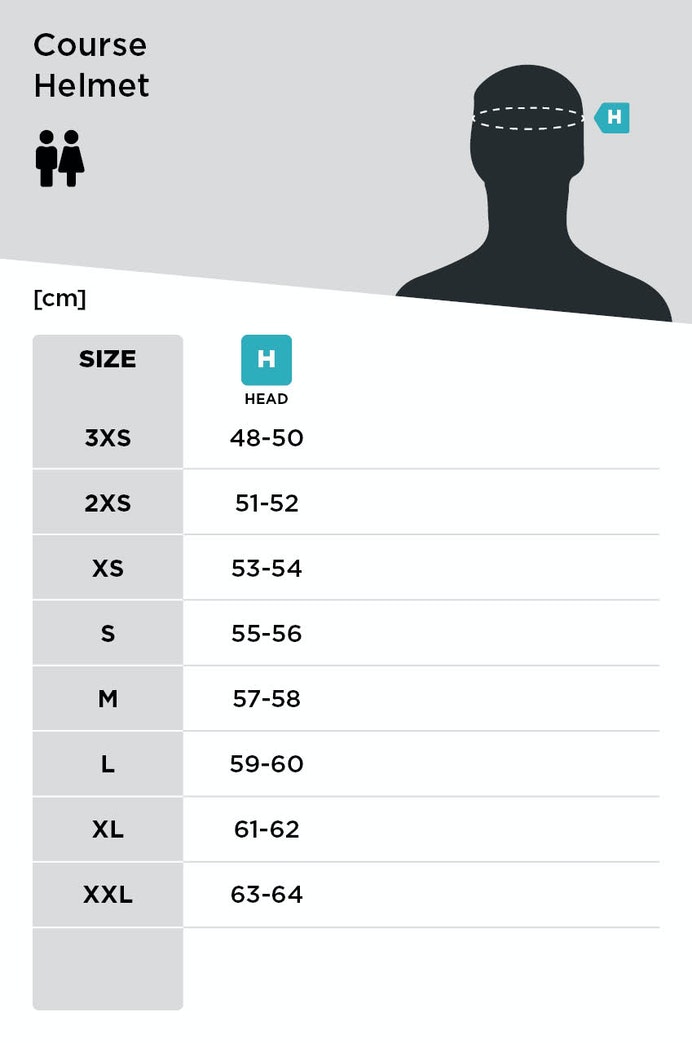 Course
Helmet
H
[cm]
SIZE H
HEAD
3XS 48-50
2XS 51-52
XS 53-54
S 55-56
M 57-58
L 59-60
XL 61-62
XXL 63-64